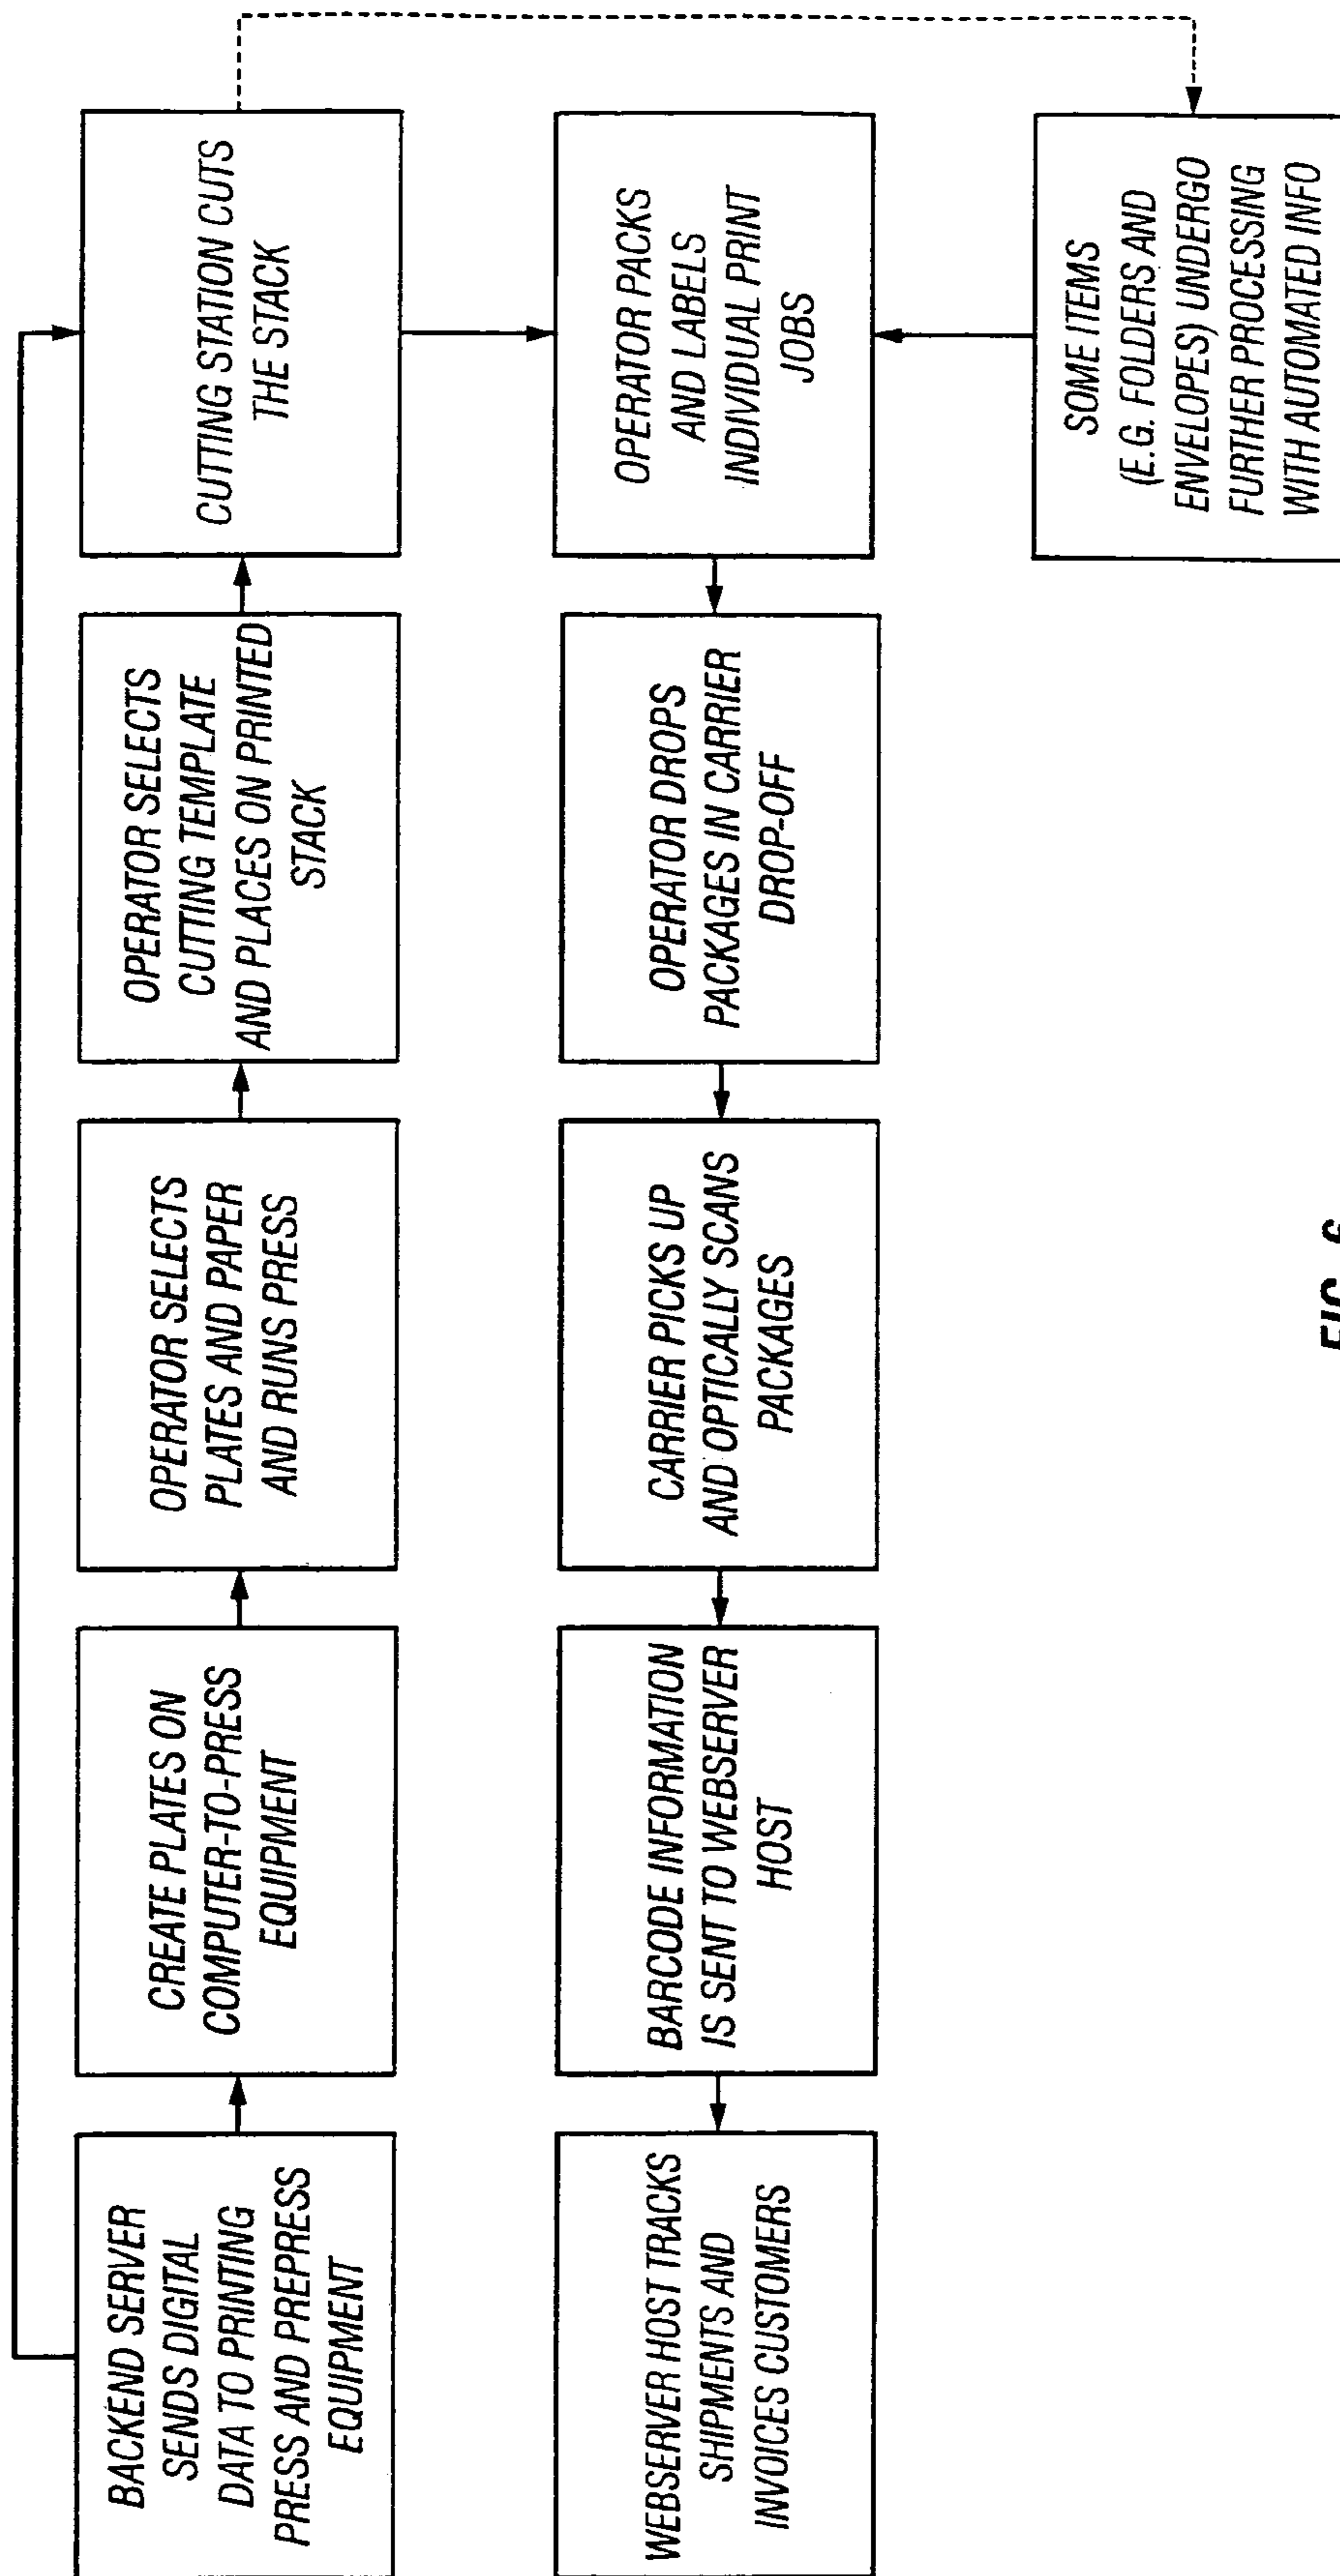 BACKEND SERVER
SENDS DIGITAL
DATA TO PRINTING
PRESS AND PREPRESS
EQUIPMENT
CREATE PLATES ON
COMPUTER-TO-PRESS
EQUIPMENT
OPERATOR SELECTS
PLATES AND PAPER
AND RUNS PRESS
OPERATOR SELECTS
CUTTING TEMPLATE
AND PLACES ON PRINTED
STACK
CUTTING STATION CUTS
THE STACK
WEBSERVER HOST TRACKS
SHIPMENTS AND
INVOICES CUSTOMERS
BARCODE INFORMATION
IS SENT TO WEBSERVER
HOST
CARRIER PICKS UP
AND OPTICALLY SCANS
PACKAGES
OPERATOR DROPS
PACKAGES IN CARRIER
DROP-OFF
OPERATOR PACKS
AND LABELS
INDIVIDUAL PRINT
JOBS
SOME ITEMS
(E.G. FOLDERS AND
ENVELOPES) UNDERGO
FURTHER PROCESSING
WITH AUTOMATED INFO
FIG. 6